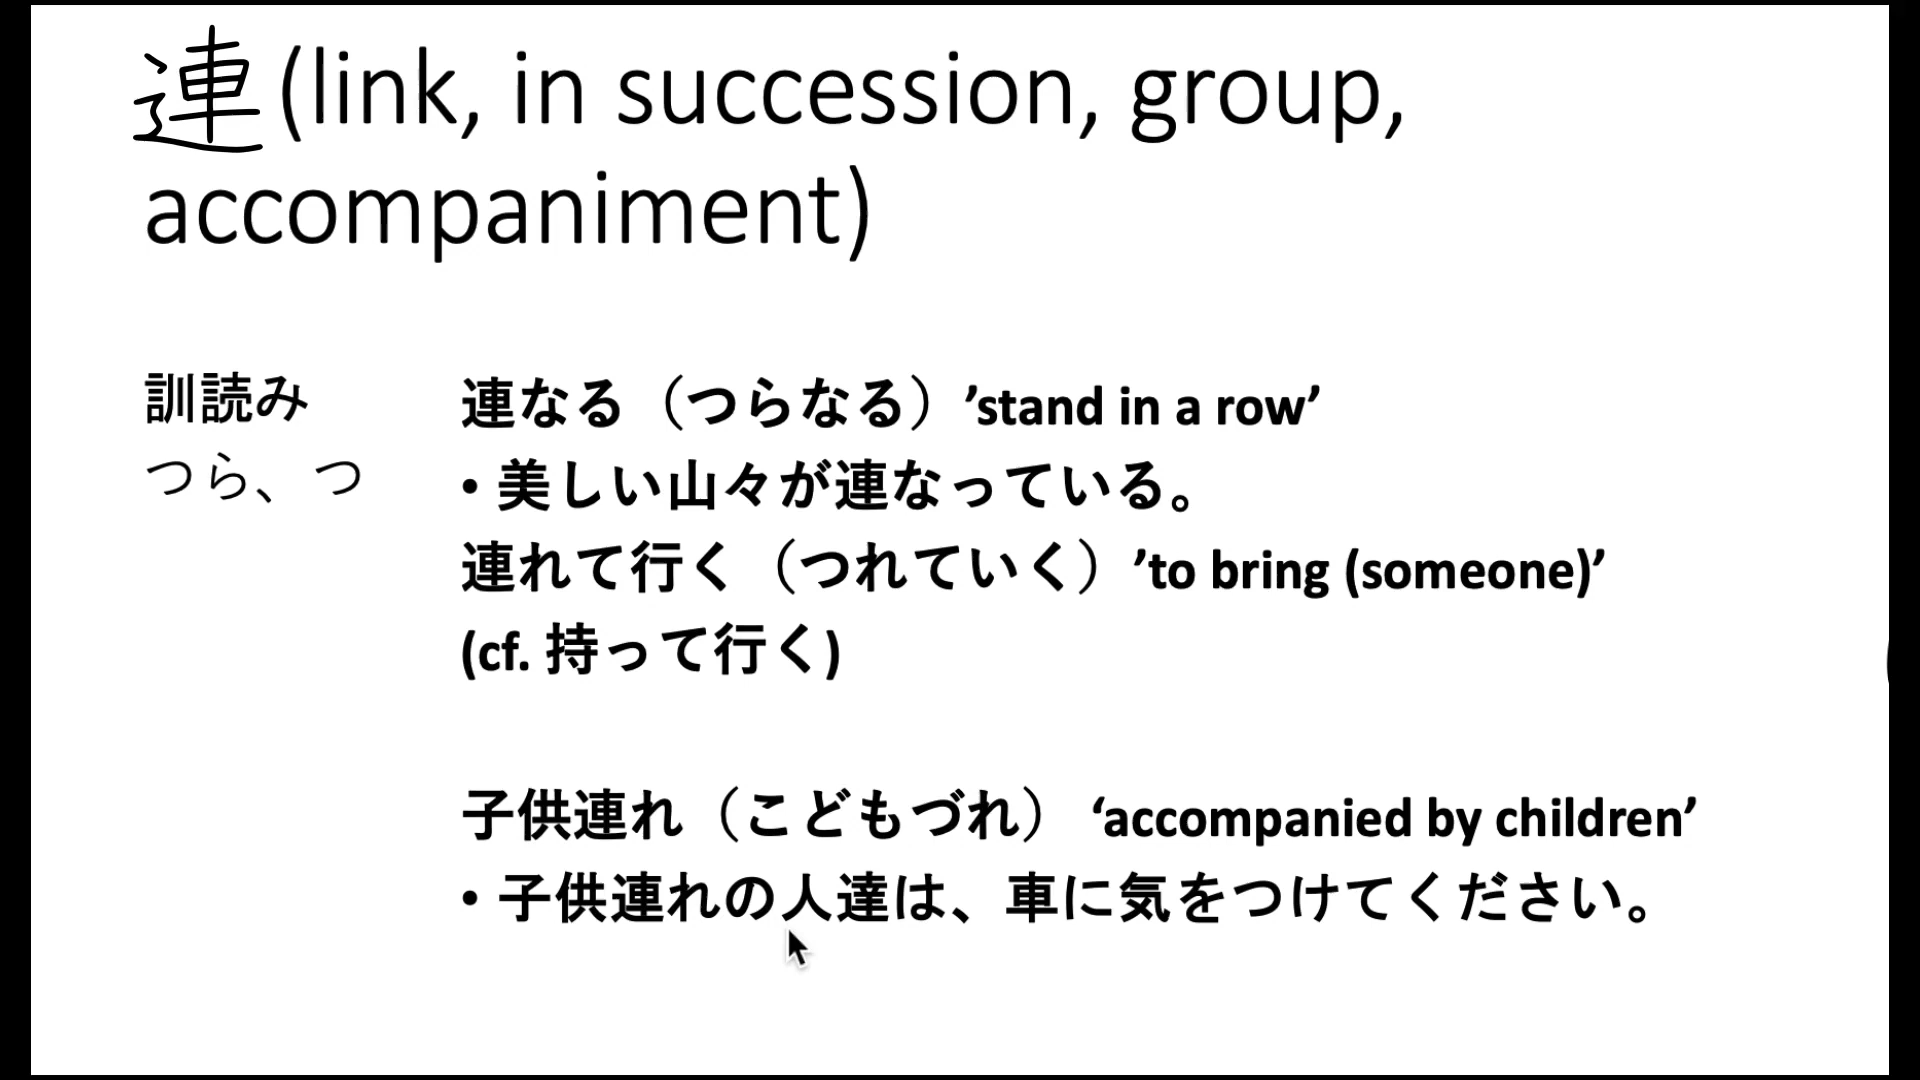 連(link, in succession, group,
accompaniment)
訓読み
つら、つ
連なる（つらなる）’stand in a row’
• 美しい山々が連なっている。
連れて行く（つれていく）’to bring (someone)’
(cf. 持って行く)
子供連れ（こどもづれ） ‘accompanied by children’
• 子供連れの人達は、車に気をつけてください。